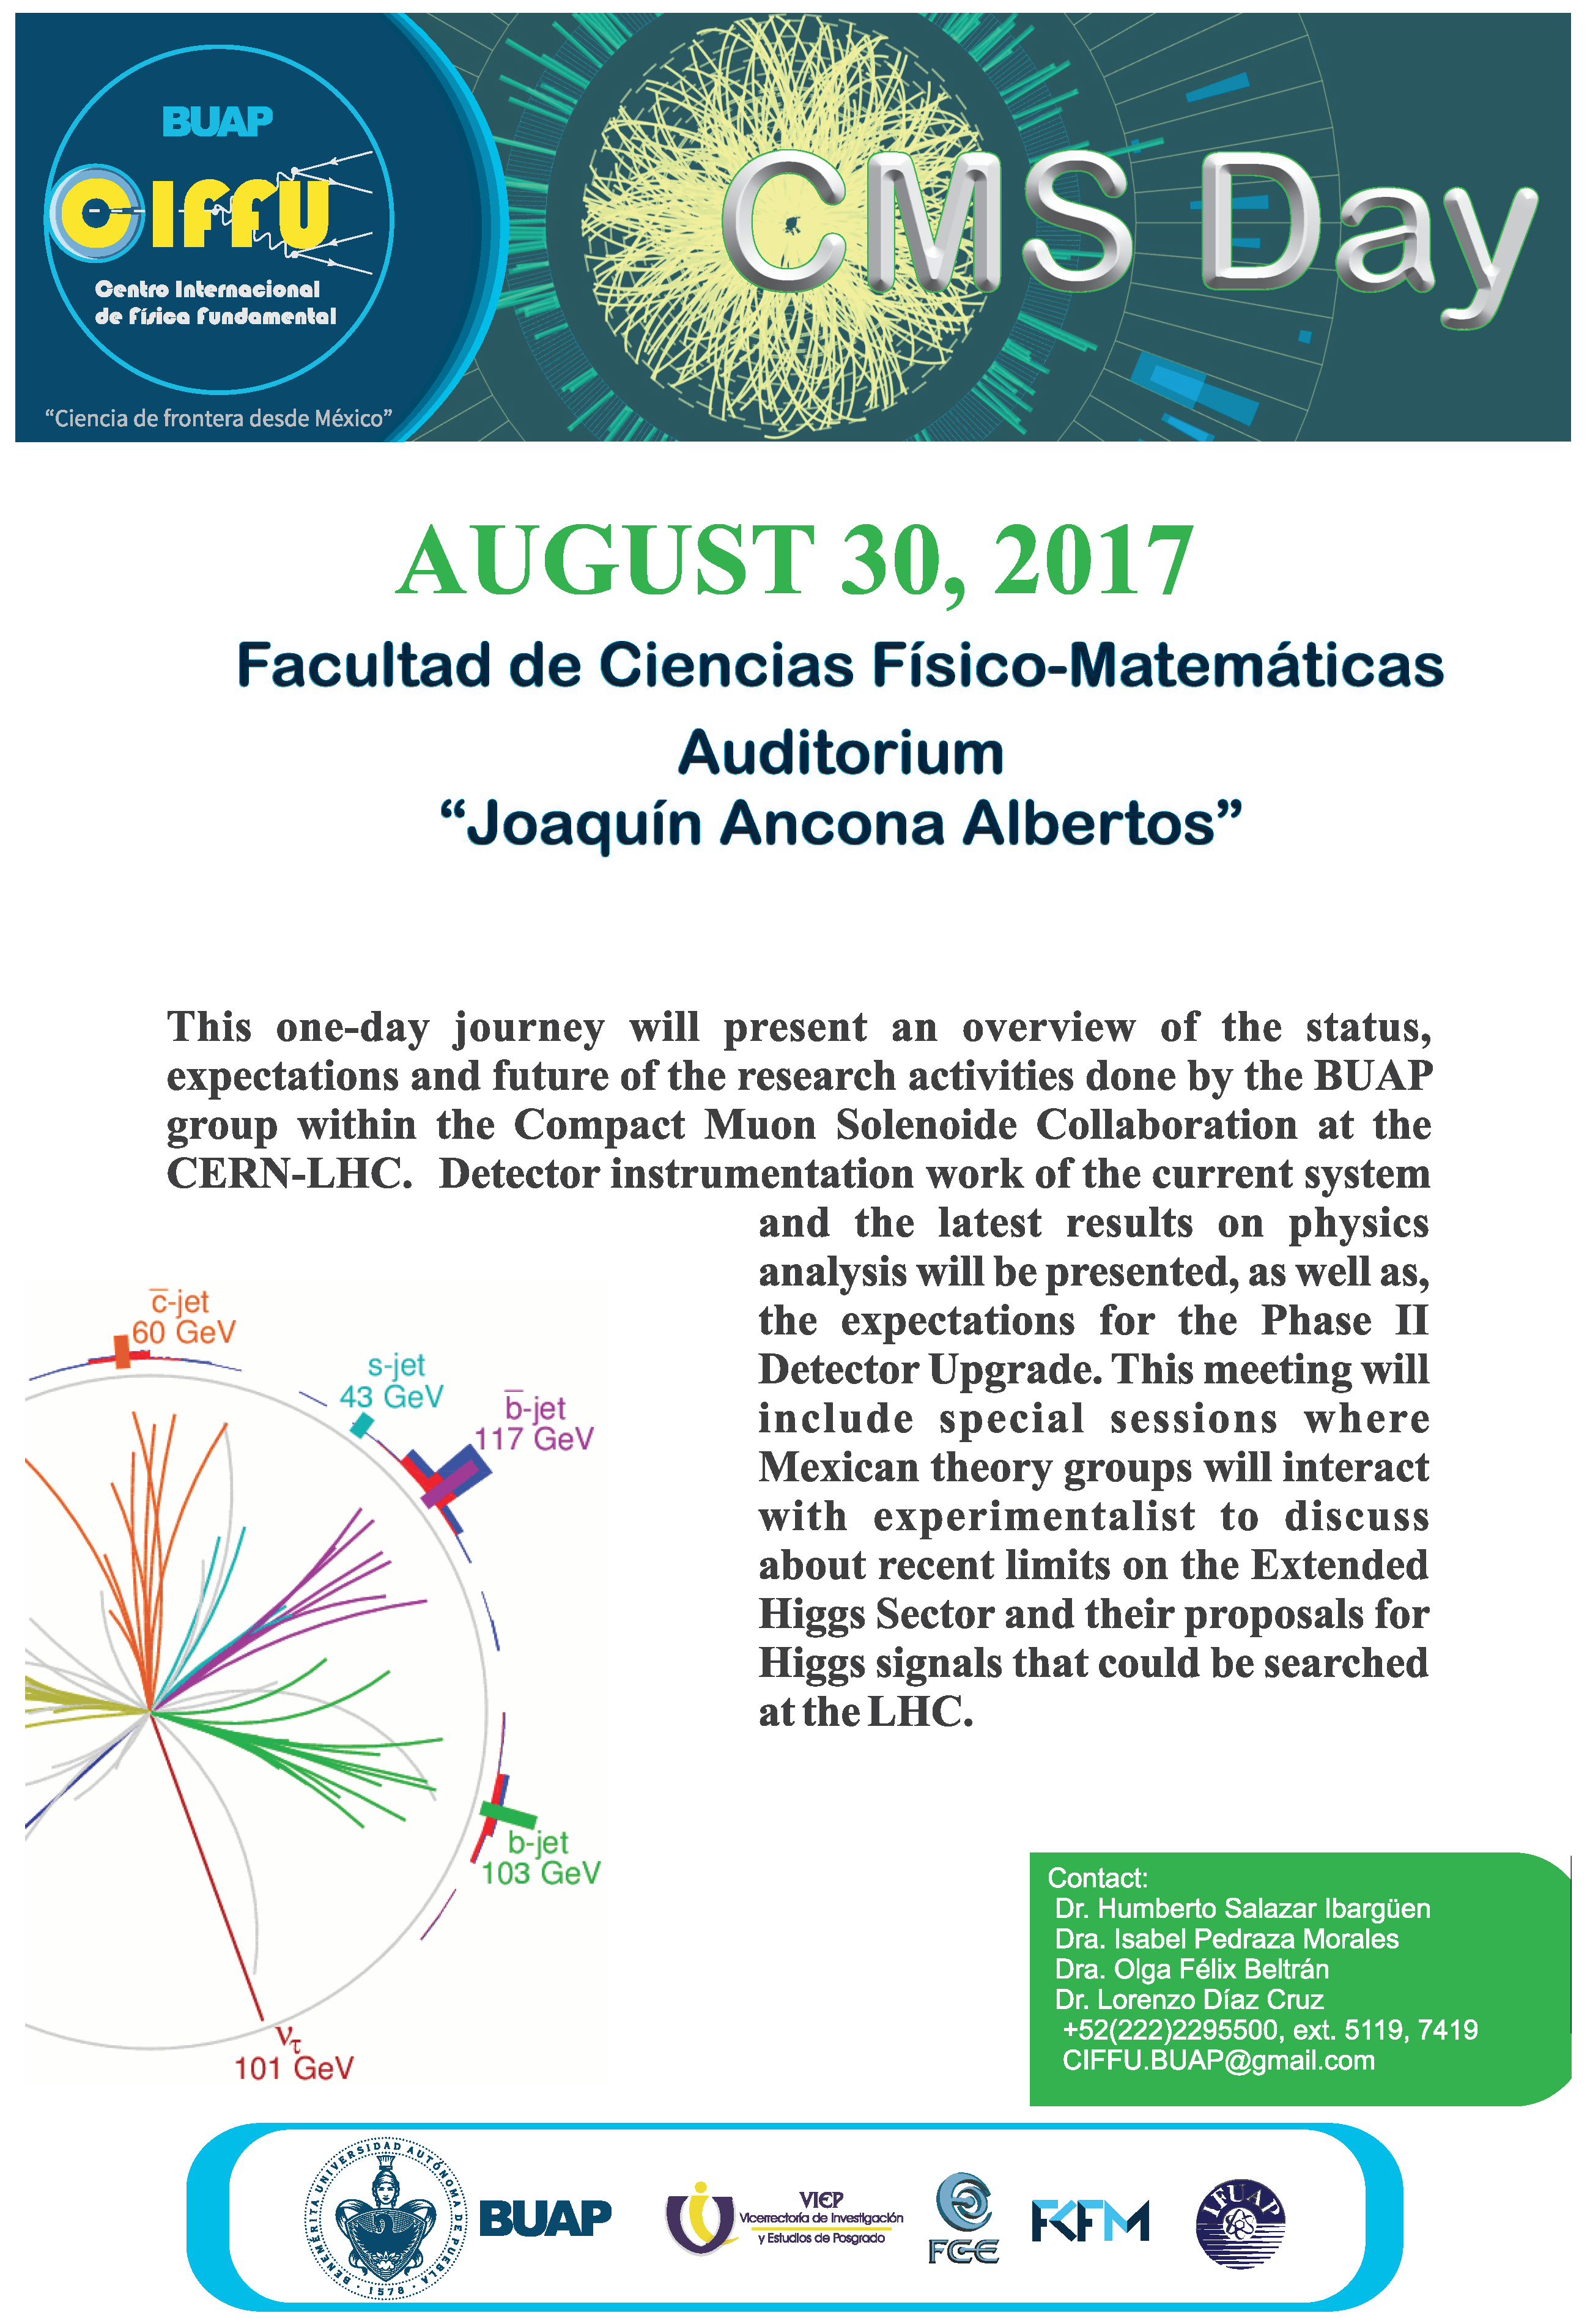 BUAP
CIFFU
Centro Internacional
de Física Fundamental
“Ciencia de frontera desde México”
CMS Day
AUGUST 30, 2017
Facultad de Ciencias Físico-Matemáticas
Auditorium
“Joaquín Ancona Albertos”
This one-day journey will present an overview of the status,
expectations and future of the research activities done by the BUAP
group within the Compact Muon Solenoide Collaboration at the
CERN-LHC. Detector instrumentation work of the current system
and the latest results on physics
analysis will be presented, as well as,
the expectations for the Phase II
Detector Upgrade. This meeting will
include special sessions where
Mexican theory groups will interact
with experimentalist to discuss
about recent limits on the Extended
Higgs Sector and their proposals for
Higgs signals that could be searched
at the LHC.
c̅-jet
60 GeV
s-jet
43 GeV
b̅-jet
117 GeV
b-jet
103 GeV
ντ
101 GeV
Contact:
Dr. Humberto Salazar Ibargüen
Dra. Isabel Pedraza Morales
Dra. Olga Félix Beltrán
Dr. Lorenzo Díaz Cruz
+52(222)2295500, ext. 5119, 7419
CIFFU.BUAP@gmail.com
BENEMÉRITA UNIVERSIDAD AUTÓNOMA DE PUEBLA
· 1578 ·
BUAP
VIEP
Vicerrectoría de Investigación
y Estudios de Posgrado
FCE
FCFM
IFUAP